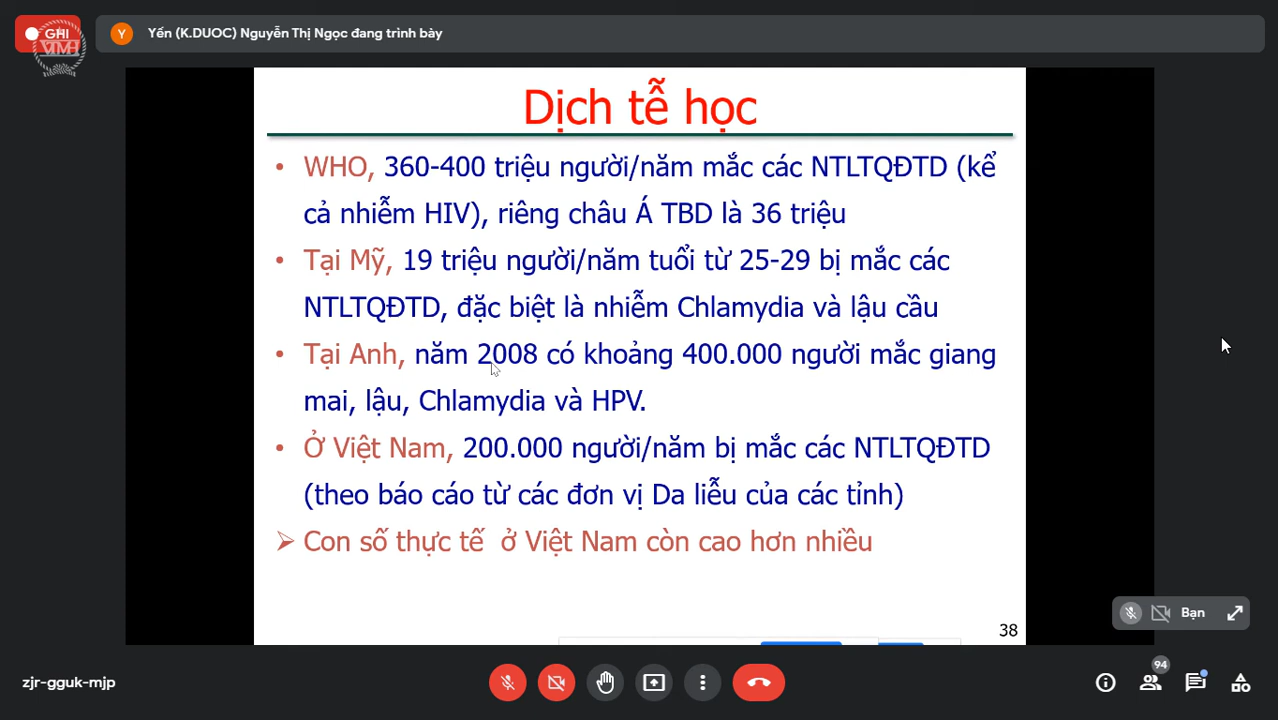 GHI
VTMH
Y
Yến (K.DUOC) Nguyễn Thị Ngọc đang trình bày
Dịch tễ học
• WHO, 360-400 triệu người/năm mắc các NTLTQĐTD (kể
cả nhiễm HIV), riêng châu Á TBD là 36 triệu
• Tại Mỹ, 19 triệu người/năm tuổi từ 25-29 bị mắc các
NTLTQĐTD, đặc biệt là nhiễm Chlamydia và lậu cầu
• Tại Anh, năm 2008 có khoảng 400.000 người mắc giang
mai, lậu, Chlamydia và HPV.
• Ở Việt Nam, 200.000 người/năm bị mắc các NTLTQĐTD
(theo báo cáo từ các đơn vị Da liễu của các tỉnh)
➢ Con số thực tế ở Việt Nam còn cao hơn nhiều
Bạn
38
zjr-gguk-mjp
94